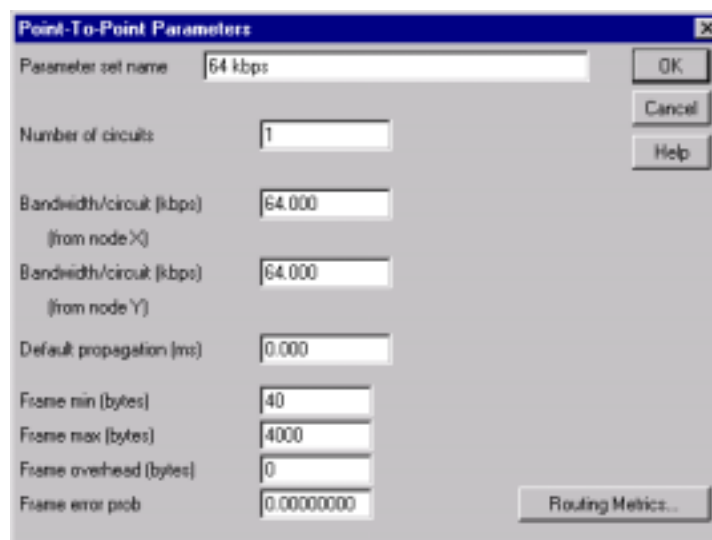 Point-To-Point Parameters
Parameter set name 64 kbps OK
Cancel
Number of circuits 1
Help
Bandwidth/circuit (kbps) 64.000
(from node X)
Bandwidth/circuit (kbps) 64.000
(from node Y)
Default propagation (ms) 0.000
Frame min (bytes) 40
Frame max (bytes) 4000
Frame overhead (bytes) 0
Frame error prob 0.00000000 Routing Metrics...